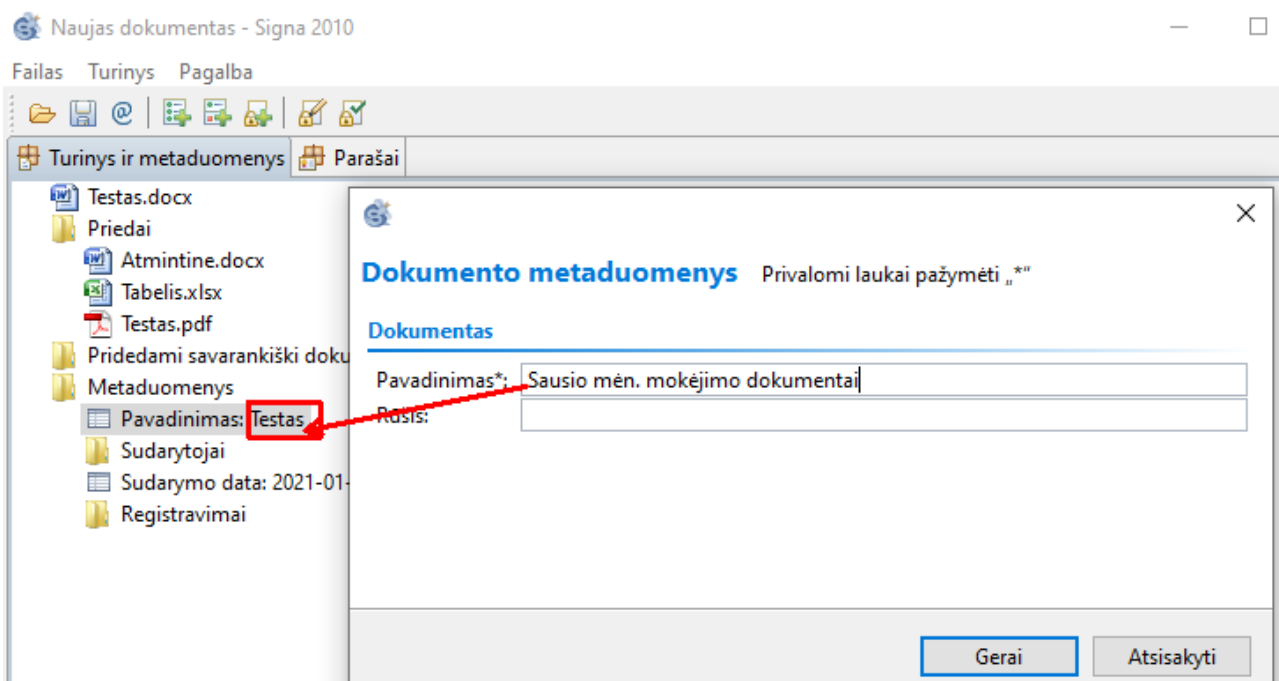 Naujas dokumentas - Signa 2010
Failas Turinys Pagalba
Turinys ir metaduomenys Parašai
Testas.docx
Priedai
Atmintine.docx
Tabelis.xlsx
Testas.pdf
Pridedami savarankiški doku
Metaduomenys
Pavadinimas: Testas
Sudarytojai
Sudarymo data: 2021-01-
Registravimai
Dokumento metaduomenys Privalomi laukai pažymėti „*“
Dokumentas
Pavadinimas*: Sausio mėn. mokėjimo dokumentai
Rūšis:
Gerai Atsisakyti